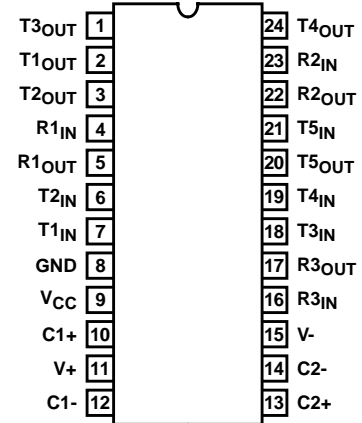 T3OUT 1 24 T4OUT
T1OUT 2 23 R2IN
T2OUT 3 22 R2OUT
R1IN 4 21 T5IN
R1OUT 5 20 T5OUT
T2IN 6 19 T4IN
T1IN 7 18 T3IN
GND 8 17 R3OUT
VCC 9 16 R3IN
C1+ 10 15 V-
V+ 11 14 C2-
C1- 12 13 C2+